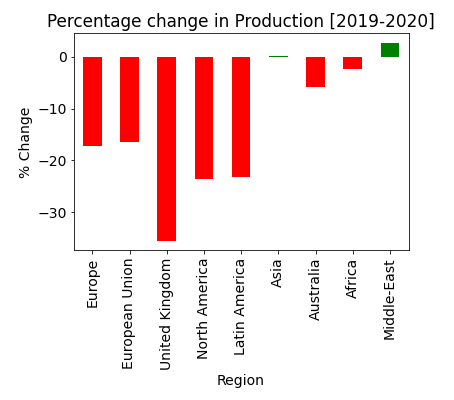 Percentage change in Production [2019-2020]
% Change
0
−10
−20
−30
Europe
European Union
United Kingdom
North America
Latin America
Asia
Australia
Africa
Middle-East
Region